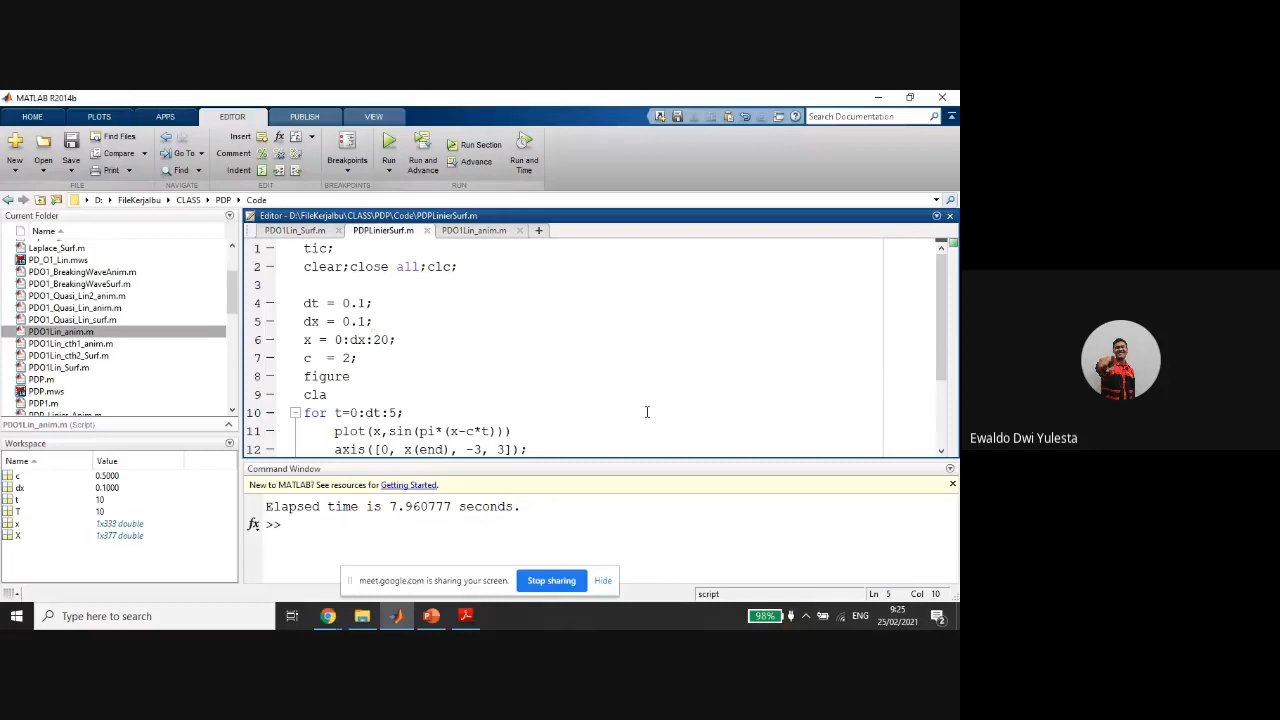 MATLAB R2014b
HOME PLOTS APPS EDITOR PUBLISH VIEW Search Documentation
New Open Save Find Files Compare Print Go To Find Insert Comment Indent Breakpoints Run Run and Advance Run Section Advance Run and Time
FILE NAVIGATE EDIT BREAKPOINTS RUN
D: FileKerjaIbu CLASS PDP Code
Current Folder
Name
Laplace_Surf.m
PD_O1_Lin.mws
PDO1_BreakingWaveAnim.m
PDO1_BreakingWaveSurf.m
PDO1_Quasi_Lin2_anim.m
PDO1_Quasi_Lin_anim.m
PDO1_Quasi_Lin_surf.m
PDO1Lin_anim.m
PDO1Lin_cth1_anim.m
PDO1Lin_cth2_Surf.m
PDO1Lin_Surf.m
PDP.m
PDP.mws
PDP1.m
PDP_Linier_Anim.m
PDO1Lin_anim.m (Script)
Workspace
Name Value
c 0.5000
dx 0.1000
t 10
T 10
x 1x333 double
X 1x377 double
Editor - D:\FileKerjaIbu\CLASS\PDP\Code\PDPLinierSurf.m
PDO1Lin_Surf.m PDPLinierSurf.m PDO1Lin_anim.m
1 tic;
2 clear;close all;clc;
3
4 dt = 0.1;
5 dx = 0.1;
6 x = 0:dx:20;
7 c = 2;
8 figure
9 cla
10 for t=0:dt:5;
11 plot(x,sin(pi*(x-c*t)))
12 axis([0, x(end), -3, 3]);
Command Window
New to MATLAB? See resources for Getting Started.
Elapsed time is 7.960777 seconds.
fx >>
meet.google.com is sharing your screen. Stop sharing Hide
script Ln 5 Col 10
Type here to search
98% ENG 9:25 25/02/2021 2
Ewaldo Dwi Yulesta